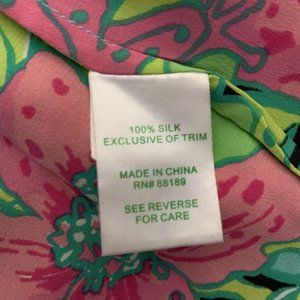 100% SILK
EXCLUSIVE OF TRIM
MADE IN CHINA
RN# 88189
SEE REVERSE
FOR CARE